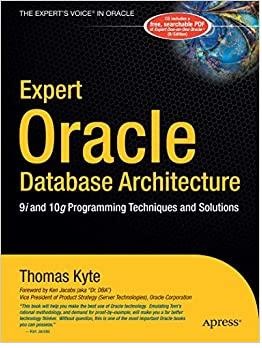 THE EXPERT'S VOICE® IN ORACLE
CD includes a
free, searchable PDF
of Expert One-on-One Oracle
(8i Edition)
Expert
Oracle
Database Architecture
9i and 10g Programming Techniques and Solutions
Thomas Kyte
Foreword by Ken Jacobs (aka "Dr. DBA")
Vice President of Product Strategy (Server Technologies), Oracle Corporation
"This book will help you make the best use of Oracle technology. Emulating Tom's
rational methodology, and demand for proof-by-example, will make you a far better
technology thinker. Without question, this is one of the most important Oracle books
you can possess."
—Ken Jacobs
Apress®